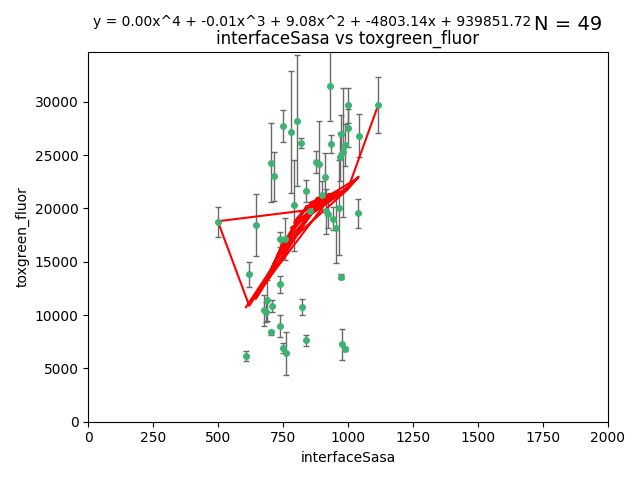 y = 0.00x^4 + -0.01x^3 + 9.08x^2 + -4803.14x + 939851.72
N = 49
interfaceSasa vs toxgreen_fluor
30000
25000
20000
15000
10000
5000
0
toxgreen_fluor
0 250 500 750 1000 1250 1500 1750 2000
interfaceSasa